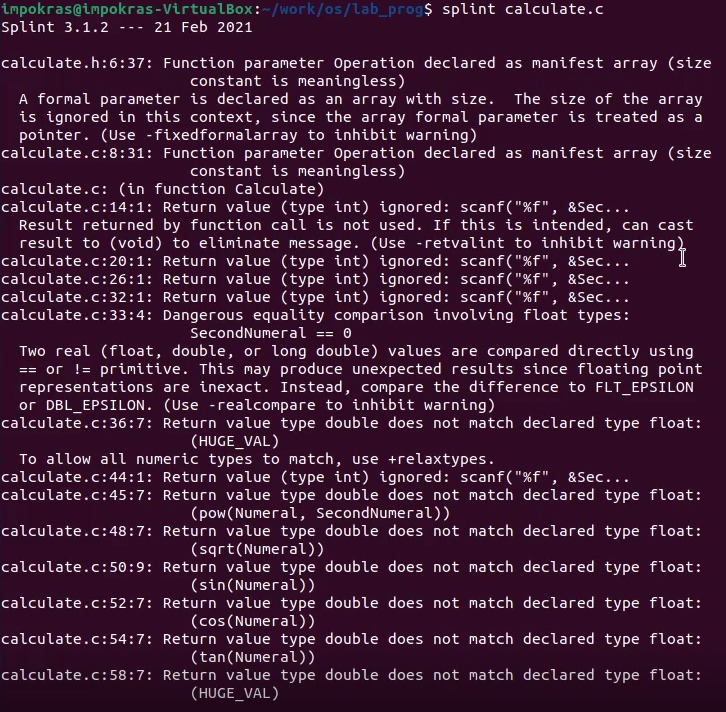 impokras@impokras-VirtualBox:~/work/os/lab_prog$ splint calculate.c
Splint 3.1.2 --- 21 Feb 2021

calculate.h:6:37: Function parameter Operation declared as manifest array (size
                     constant is meaningless)
  A formal parameter is declared as an array with size.  The size of the array
  is ignored in this context, since the array formal parameter is treated as a
  pointer. (Use -fixedformalarray to inhibit warning)
calculate.c:8:31: Function parameter Operation declared as manifest array (size
                     constant is meaningless)
calculate.c: (in function Calculate)
calculate.c:14:1: Return value (type int) ignored: scanf("%f", &Sec...
  Result returned by function call is not used. If this is intended, can cast
  result to (void) to eliminate message. (Use -retvalint to inhibit warning)
calculate.c:20:1: Return value (type int) ignored: scanf("%f", &Sec...
calculate.c:26:1: Return value (type int) ignored: scanf("%f", &Sec...
calculate.c:32:1: Return value (type int) ignored: scanf("%f", &Sec...
calculate.c:33:4: Dangerous equality comparison involving float types:
                     SecondNumeral == 0
  Two real (float, double, or long double) values are compared directly using
  == or != primitive. This may produce unexpected results since floating point
  representations are inexact. Instead, compare the difference to FLT_EPSILON
  or DBL_EPSILON. (Use -realcompare to inhibit warning)
calculate.c:36:7: Return value type double does not match declared type float:
                     (HUGE_VAL)
  To allow all numeric types to match, use +relaxtypes.
calculate.c:44:1: Return value (type int) ignored: scanf("%f", &Sec...
calculate.c:45:7: Return value type double does not match declared type float:
                     (pow(Numeral, SecondNumeral))
calculate.c:48:7: Return value type double does not match declared type float:
                     (sqrt(Numeral))
calculate.c:50:9: Return value type double does not match declared type float:
                     (sin(Numeral))
calculate.c:52:7: Return value type double does not match declared type float:
                     (cos(Numeral))
calculate.c:54:7: Return value type double does not match declared type float:
                     (tan(Numeral))
calculate.c:58:7: Return value type double does not match declared type float:
                     (HUGE_VAL)